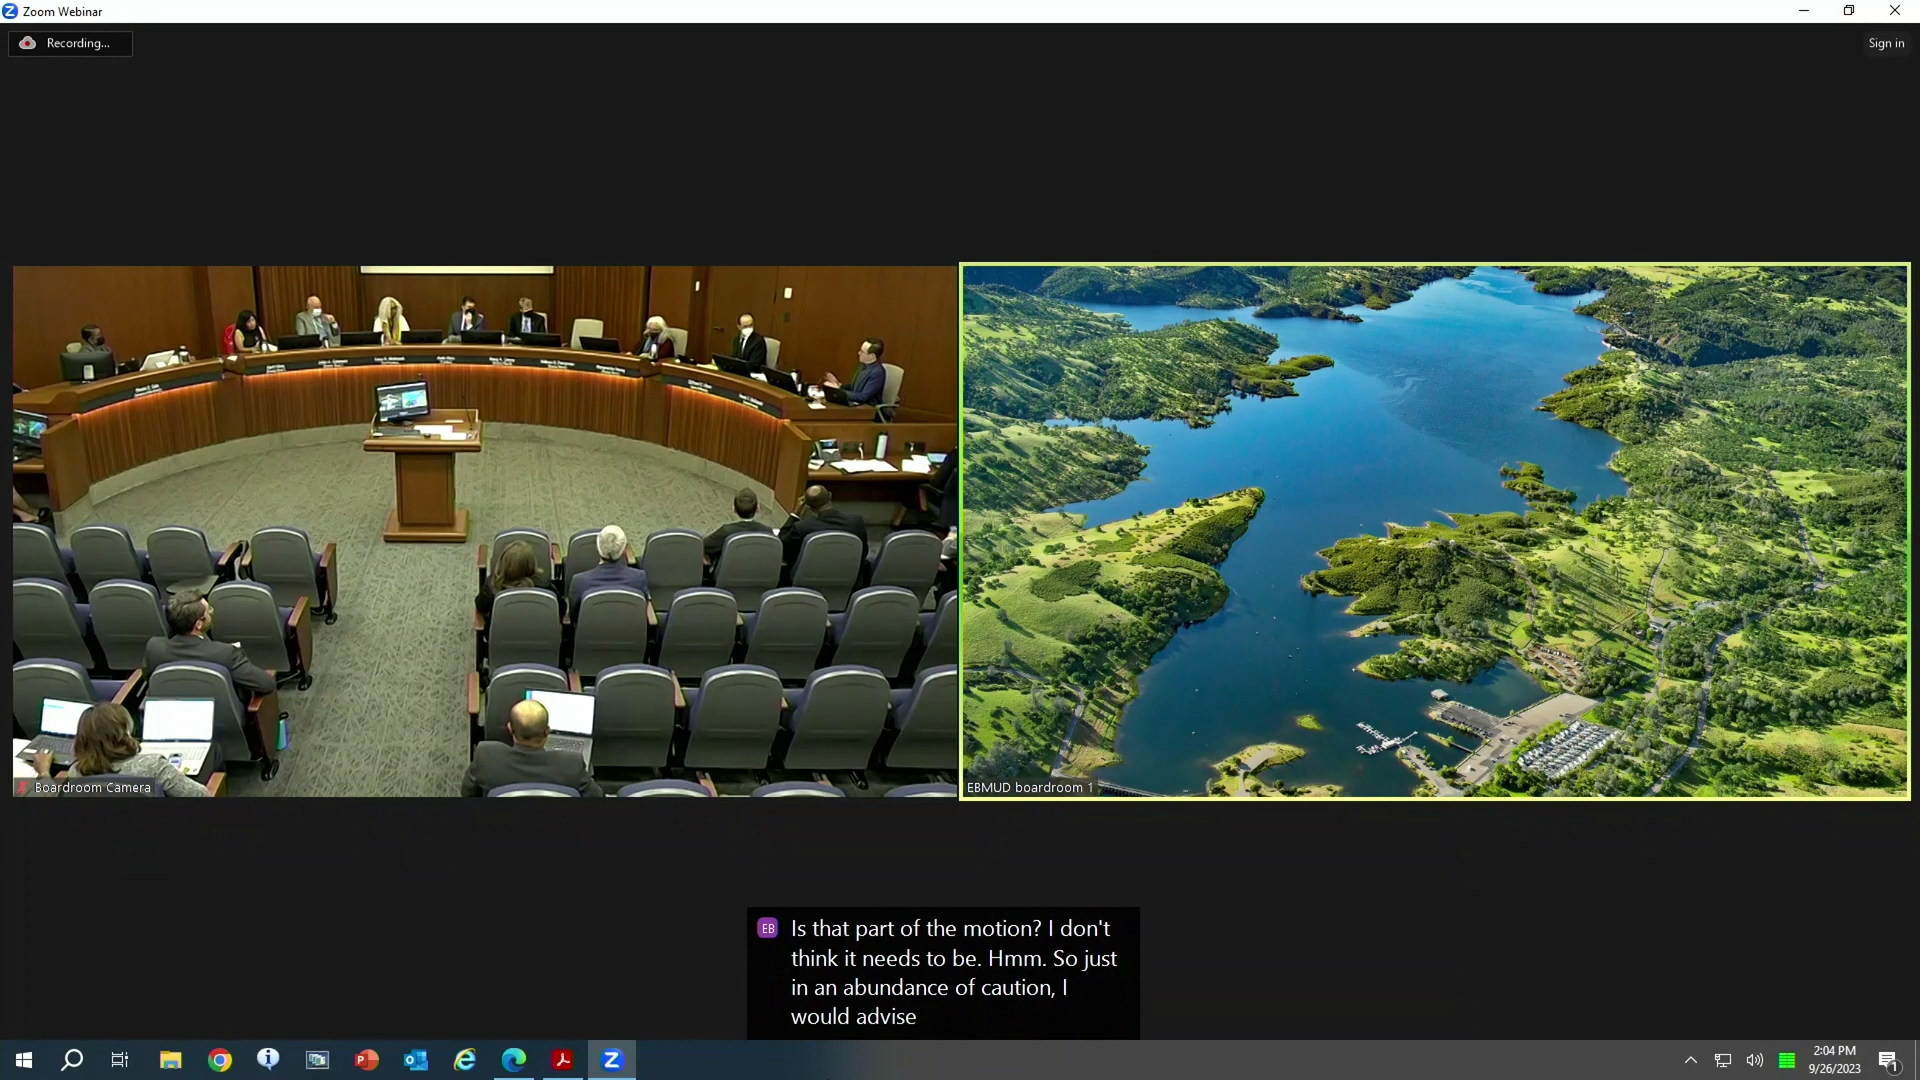 Zoom Webinar
Recording...
Sign in
Boardroom Camera
EBMUD boardroom 1
EB
Is that part of the motion? I don't
think it needs to be. Hmm. So just
in an abundance of caution, I
would advise
2:04 PM
9/26/2023
1